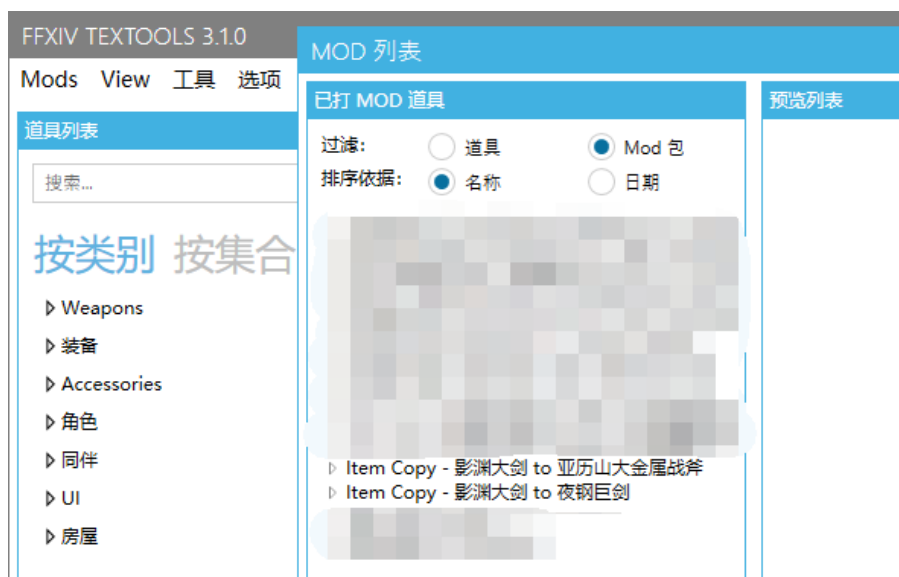 FFXIV TEXTOOLS 3.1.0
Mods View 工具 选项
道具列表
搜索...
按类别 按集合
Weapons
装备
Accessories
角色
同伴
UI
房屋
MOD 列表
已打 MOD 道具
过滤: 道具 Mod 包
排序依据: 名称 日期
Item Copy - 影渊大剑 to 亚历山大金属战斧
Item Copy - 影渊大剑 to 夜钢巨剑
预览列表